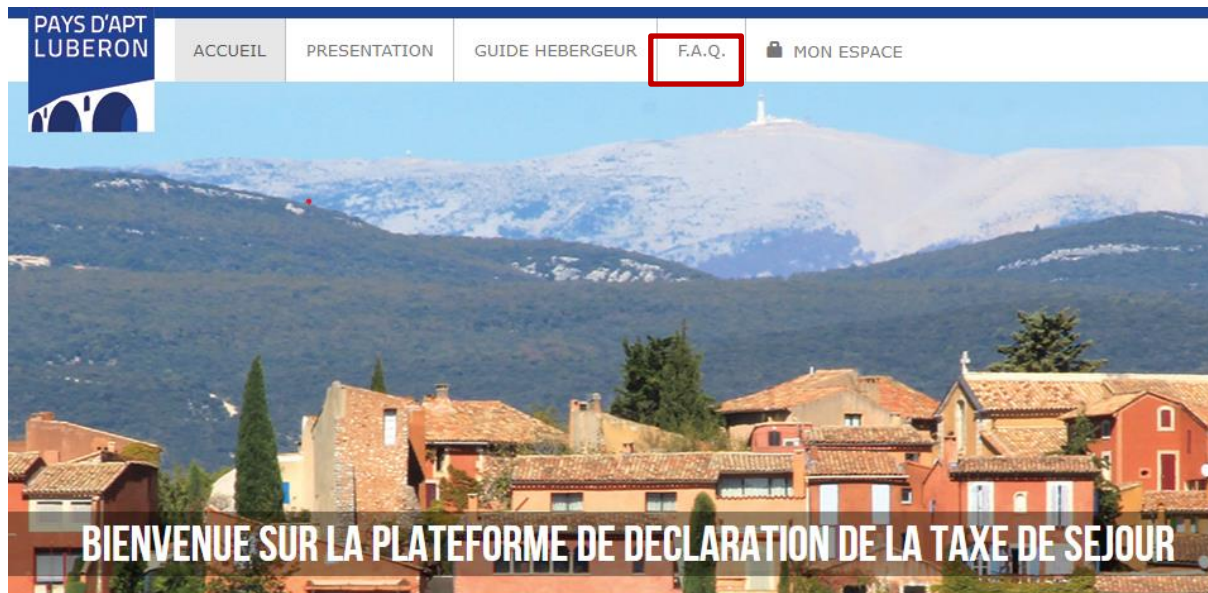 PAYS D'APT
LUBERON
ACCUEIL
PRESENTATION
GUIDE HEBERGEUR
F.A.Q.
MON ESPACE
BIENVENUE SUR LA PLATEFORME DE DECLARATION DE LA TAXE DE SEJOUR